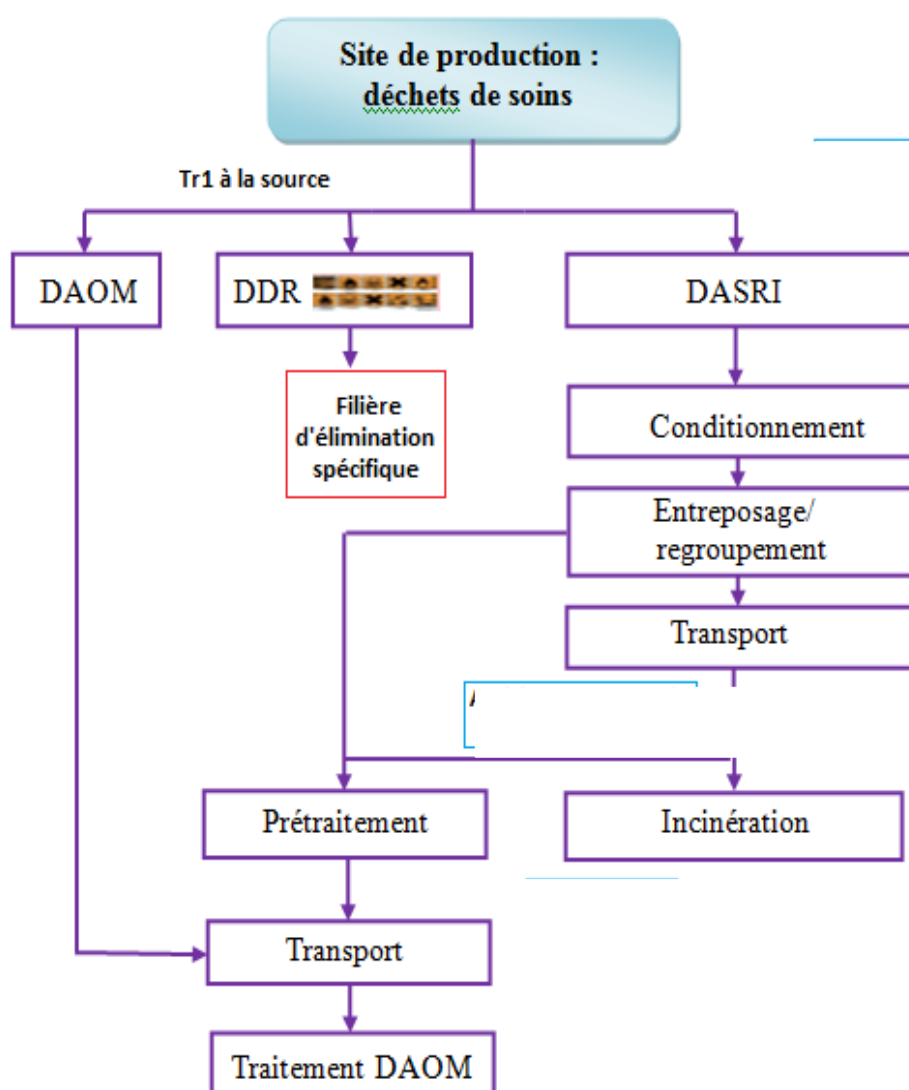 Site de production :
déchets de soins
Tr1 à la source
DAOM
DDR
DASRI
Filière
d'élimination
spécifique
Conditionnement
Entreposage/
regroupement
Transport
Prétraitement
Incinération
Transport
Traitement DAOM